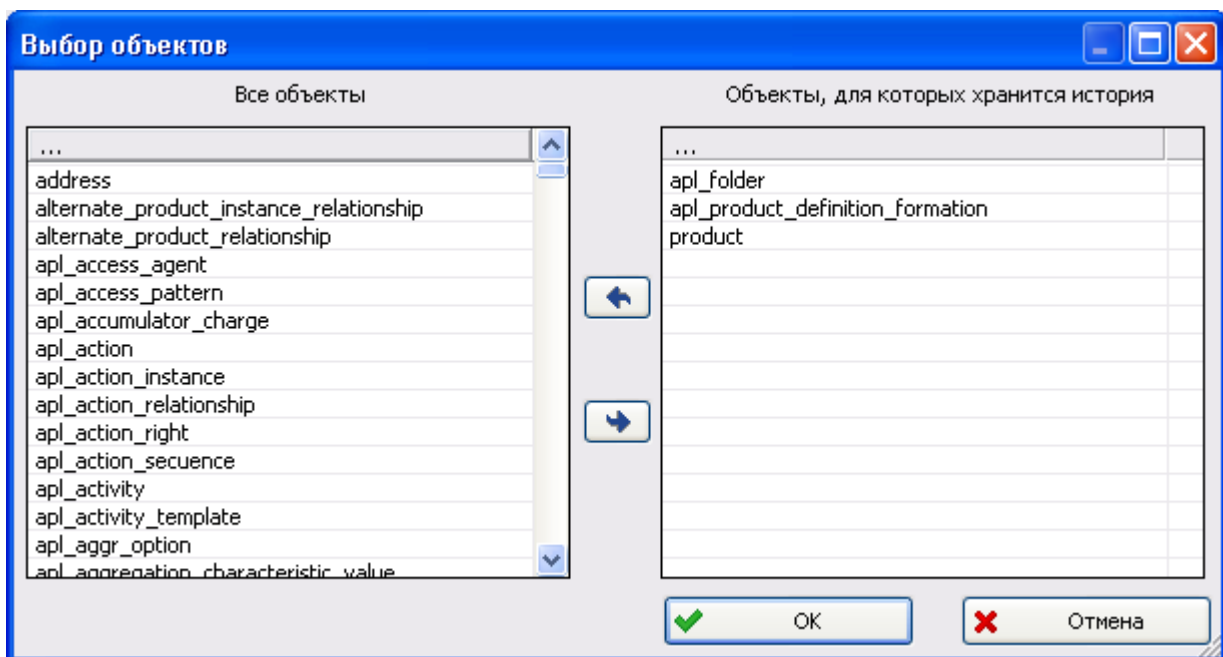 Выбор объектов
Все объекты
Объекты, для которых хранится история
...
address
alternate_product_instance_relationship
alternate_product_relationship
apl_access_agent
apl_access_pattern
apl_accumulator_charge
apl_action
apl_action_instance
apl_action_relationship
apl_action_right
apl_action_secuence
apl_activity
apl_activity_template
apl_aggr_option
apl_aggregation_characteristic_value
...
apl_folder
apl_product_definition_formation
product
OK
Отмена